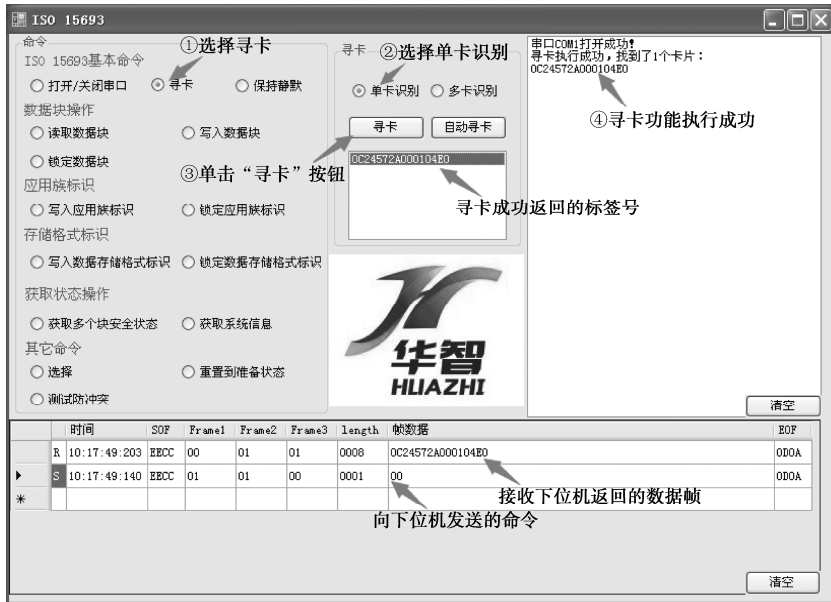 ISO 15693
命令
①选择寻卡
ISO 15693基本命令
打开/关闭串口 寻卡 保持静默
数据块操作
读取数据块 写入数据块
锁定数据块
③单击“寻卡”按钮
应用族标识
写入应用族标识 锁定应用族标识
存储格式标识
写入数据存储格式标识 锁定数据存储格式标识
获取状态操作
获取多个块安全状态 获取系统信息
其它命令
选择 重置到准备状态
测试防冲突
寻卡
②选择单卡识别
单卡识别 多卡识别
寻卡 自动寻卡
0C24572A000104E0
寻卡成功返回的标签号
华智
HUAZHI
串口COM1打开成功!
寻卡执行成功，找到了1个卡片：
0C24572A000104E0
④寻卡功能执行成功
清空
时间 SOF Frame1 Frame2 Frame3 length 帧数据 EOF
R 10:17:49:203 EECC 00 01 01 0008 0C24572A000104E0 0D0A
S 10:17:49:140 EECC 01 01 00 0001 00 0D0A
接收下位机返回的数据帧
向下位机发送的命令
清空